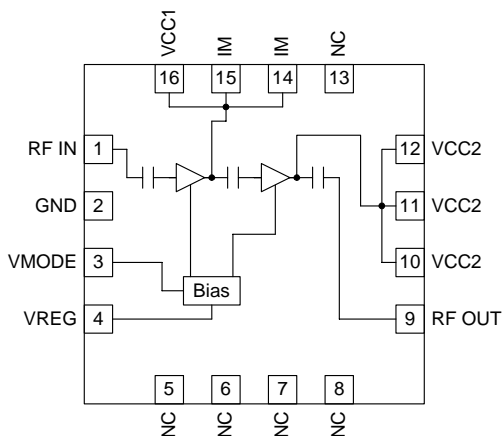 VCC1 IM IM NC
16 15 14 13
RF IN 1 12 VCC2
GND 2 11 VCC2
VMODE 3 10 VCC2
Bias
VREG 4 9 RF OUT
5 6 7 8
NC NC NC NC